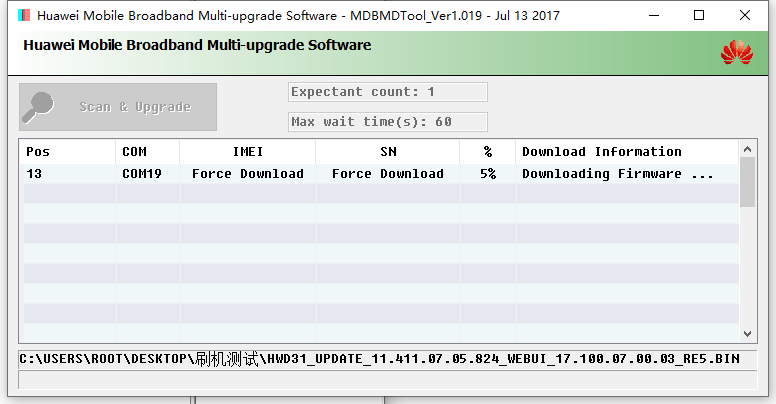 Huawei Mobile Broadband Multi-upgrade Software - MDBMDTool_Ver1.019 - Jul 13 2017
Huawei Mobile Broadband Multi-upgrade Software
Scan & Upgrade
Expectant count: 1
Max wait time(s): 60
Pos COM IMEI SN % Download Information
13 COM19 Force Download Force Download 5% Downloading Firmware ...
C:\USERS\ROOT\DESKTOP\刷机测试\HWD31_UPDATE_11.411.07.05.824_WEBUI_17.100.07.00.03_RE5.BIN